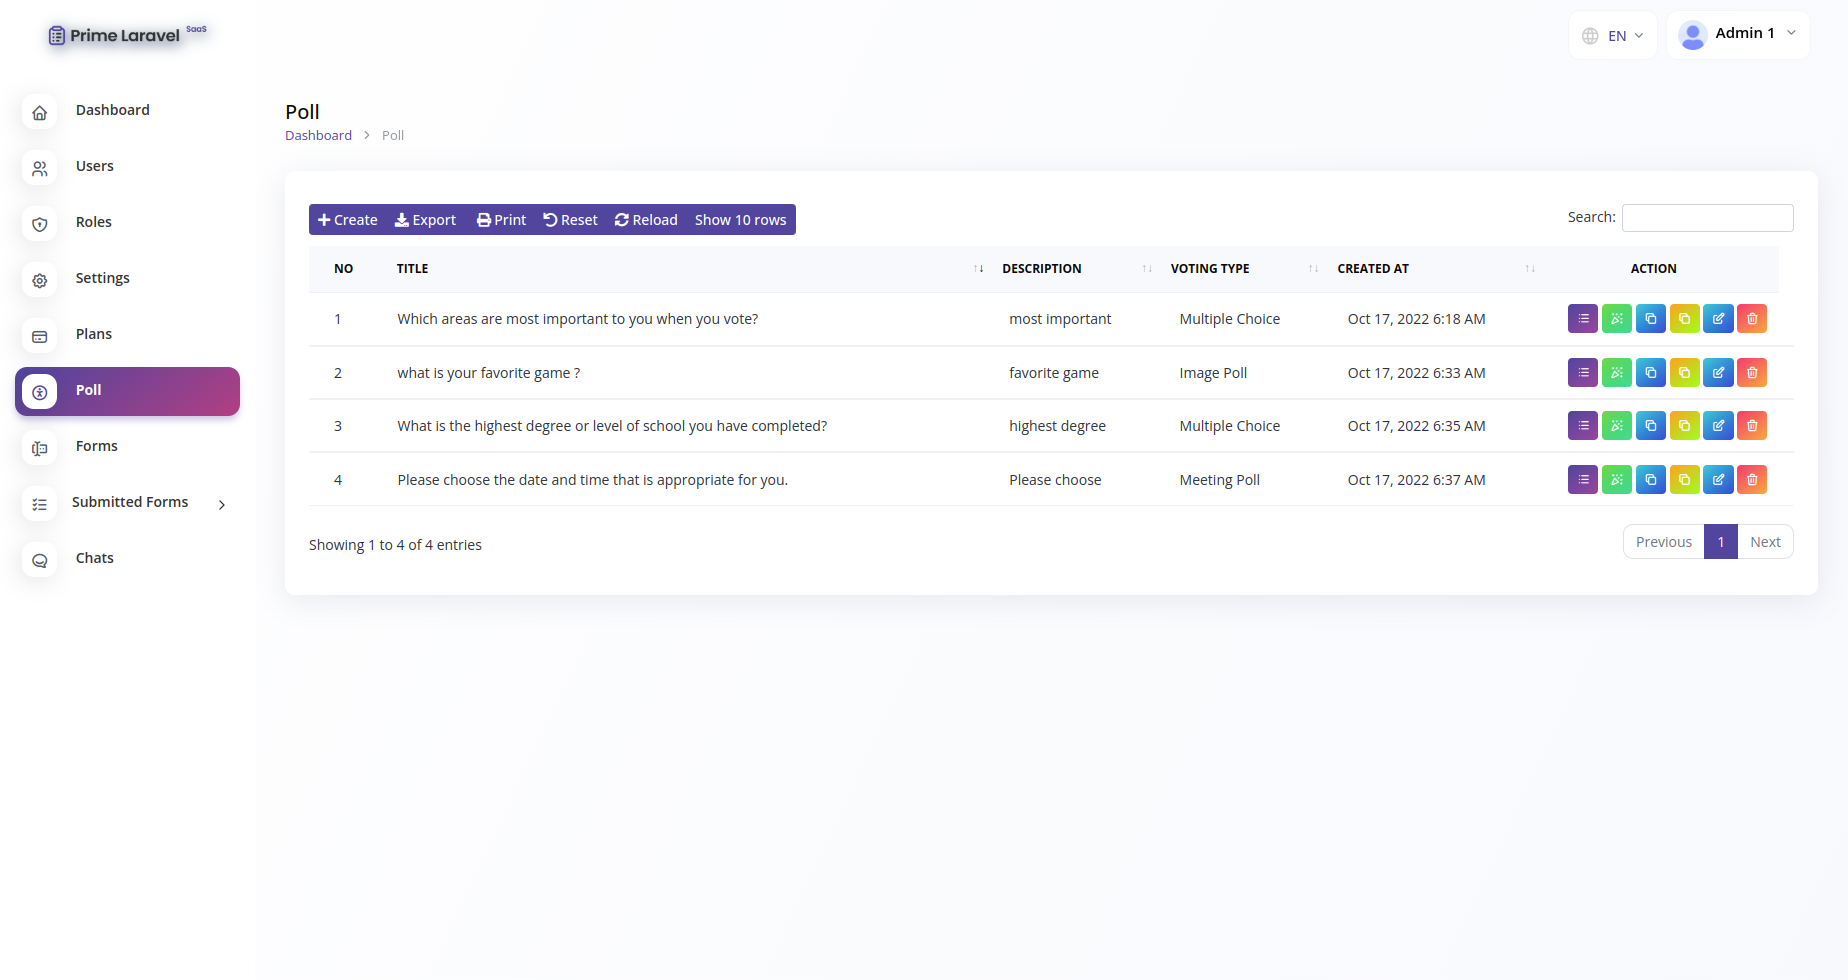 Prime Laravel SaaS
EN
Admin 1
Dashboard
Users
Roles
Settings
Plans
Poll
Forms
Submitted Forms
Chats
Poll
Dashboard > Poll
Create Export Print Reset Reload Show 10 rows
Search:
NO TITLE DESCRIPTION VOTING TYPE CREATED AT ACTION
1 Which areas are most important to you when you vote? most important Multiple Choice Oct 17, 2022 6:18 AM
2 what is your favorite game ? favorite game Image Poll Oct 17, 2022 6:33 AM
3 What is the highest degree or level of school you have completed? highest degree Multiple Choice Oct 17, 2022 6:35 AM
4 Please choose the date and time that is appropriate for you. Please choose Meeting Poll Oct 17, 2022 6:37 AM
Showing 1 to 4 of 4 entries
Previous 1 Next